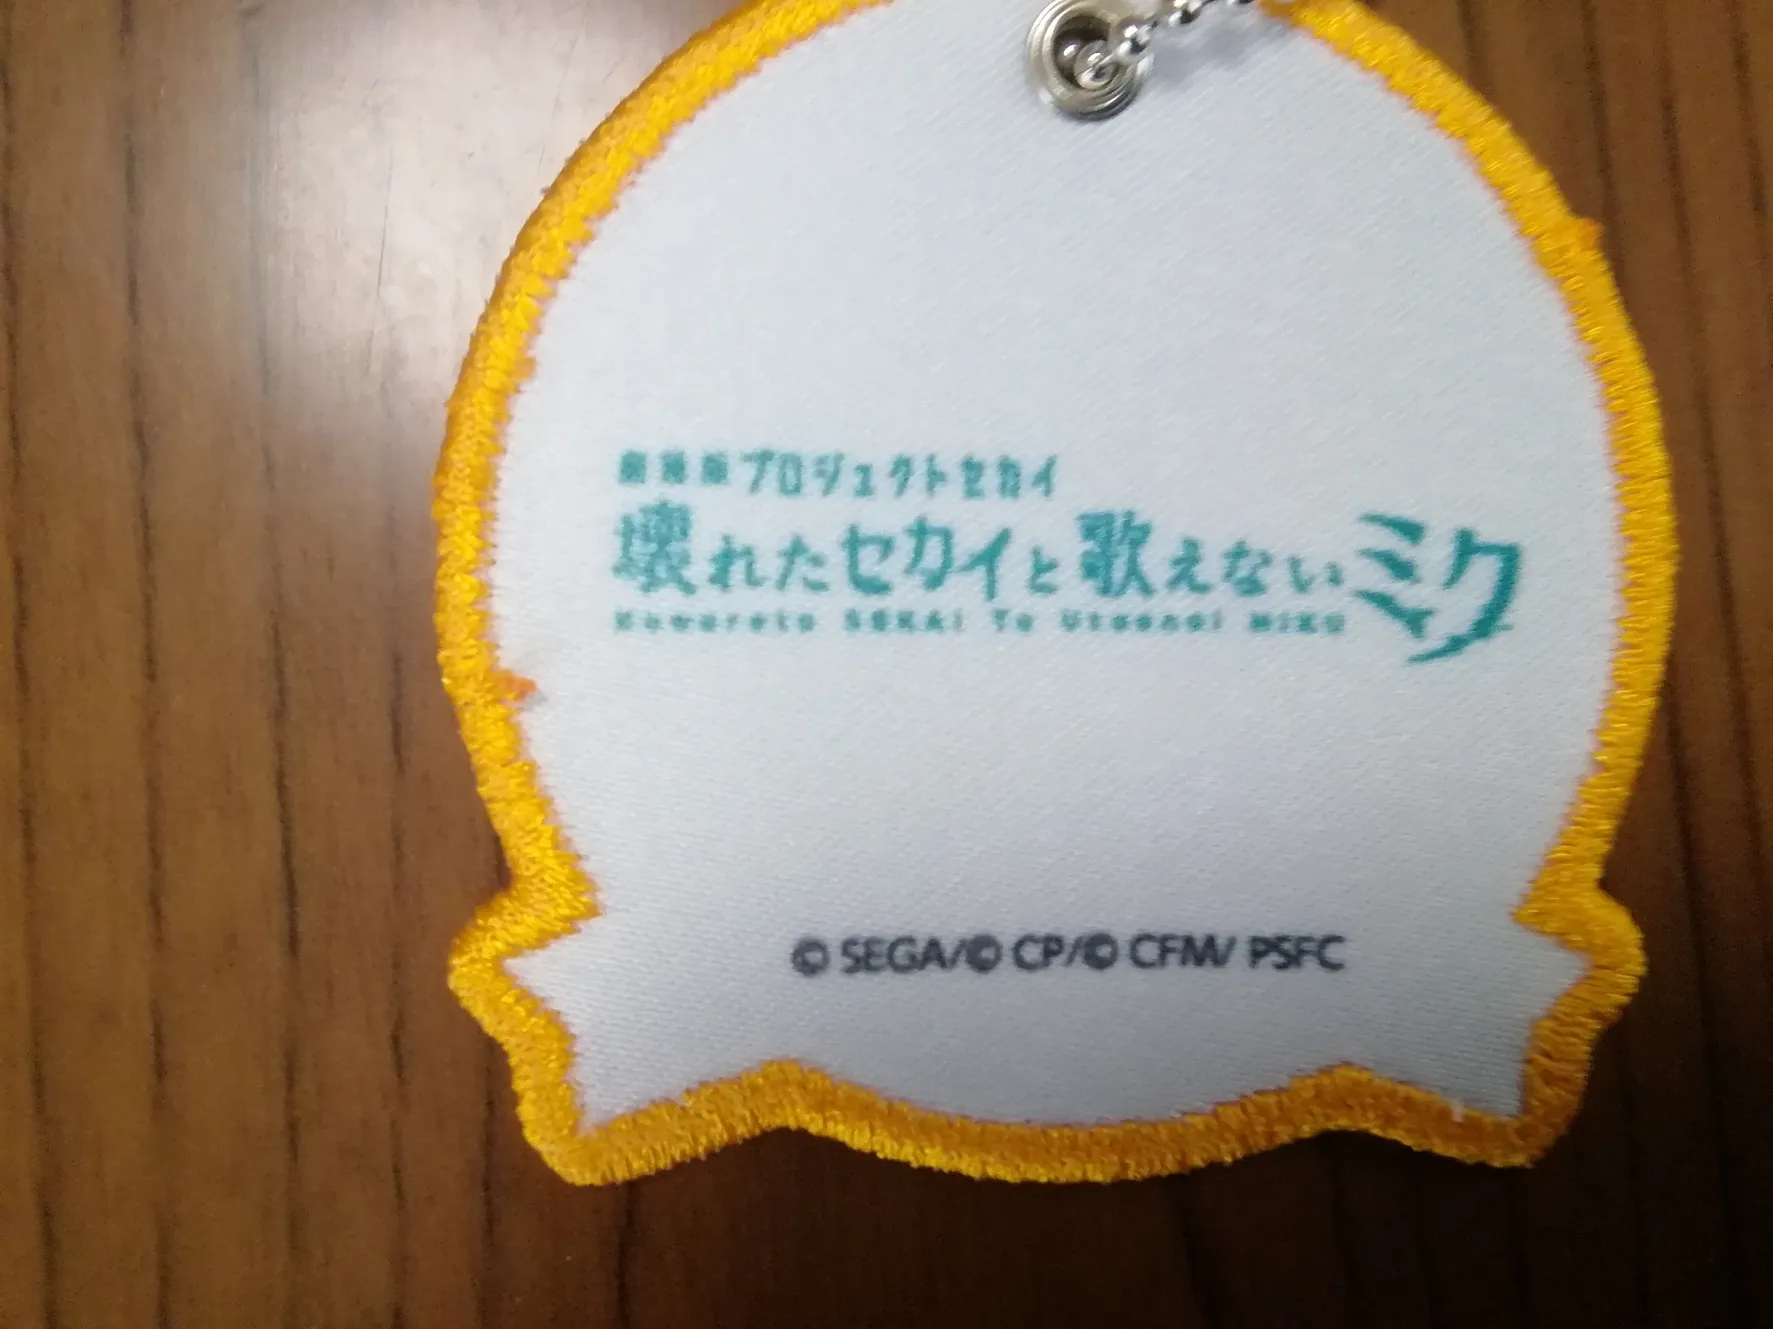 劇場版プロジェクトセカイ
壊れたセカイと歌えないミク
Kowareta SEKAI To Utaenai MIKU
© SEGA/© CP/© CFM/ PSFC